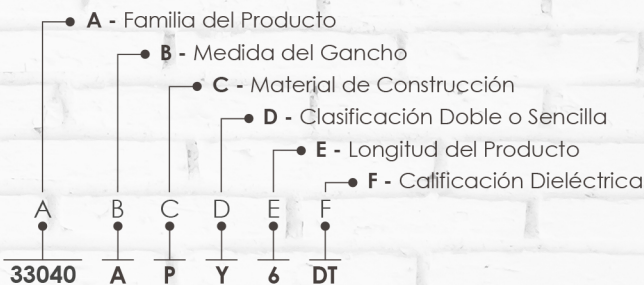 A - Familia del Producto
B - Medida del Gancho
C - Material de Construcción
D - Clasificación Doble o Sencilla
E - Longitud del Producto
F - Calificación Dieléctrica
A B C D E F
33040 A P Y 6 DT